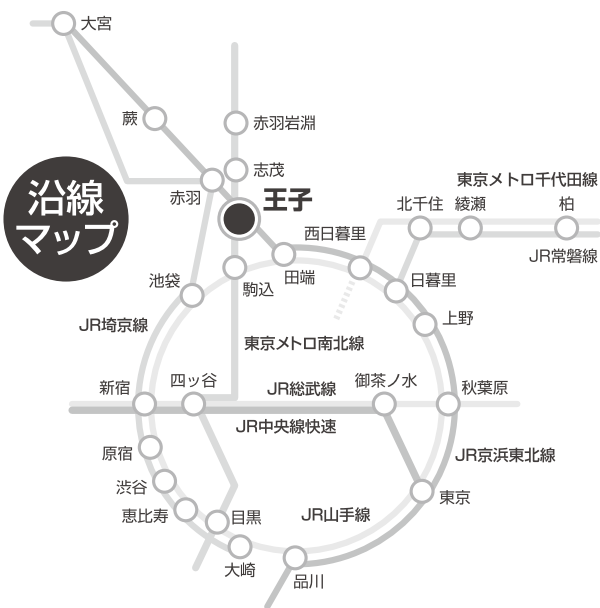 大宮
蕨
赤羽岩淵
志茂
赤羽
王子
沿線
マップ
東京メトロ千代田線
北千住
綾瀬
柏
JR常磐線
西日暮里
田端
駒込
池袋
日暮里
上野
JR埼京線
東京メトロ南北線
新宿
四ッ谷
JR総武線
御茶ノ水
秋葉原
JR中央線快速
原宿
JR京浜東北線
渋谷
東京
恵比寿
目黒
JR山手線
大崎
品川